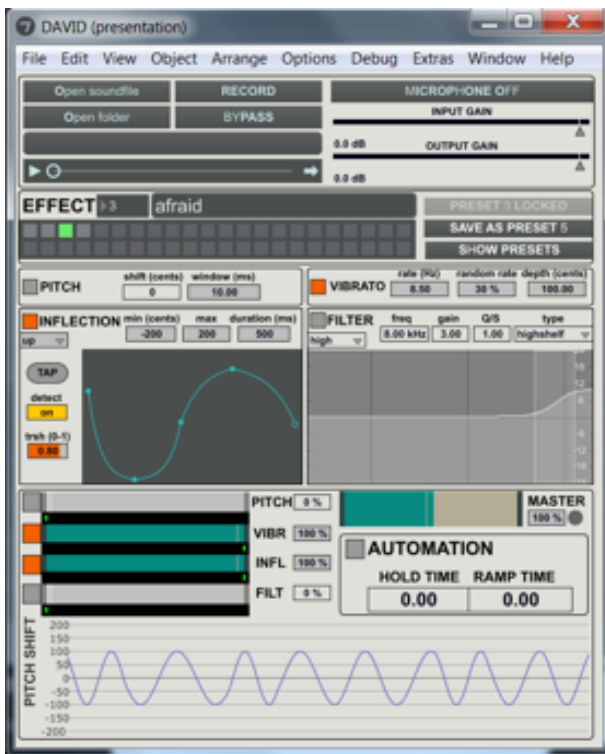 DAVID (presentation)
File Edit View Object Arrange Options Debug Extras Window Help
Open soundfile RECORD MICROPHONE OFF
Open folder BYPASS INPUT GAIN
0.0 dB OUTPUT GAIN
0.0 dB
EFFECT 3 afraid PRESET 3 LOCKED
SAVE AS PRESET 5
SHOW PRESETS
shift (cents) window (ms) rate (Hz) random rate depth (cents)
PITCH 0 10.00 VIBRATO 8.50 30 % 100.00
INFLECTION min (cents) max duration (ms) FILTER freq gain Q/S type
up -200 200 500 high 8.00 kHz 3.00 1.00 highshelf
TAP
detect
on
trsh (0-1)
0.80
18
12
6
-6
-12
-18
PITCH 0 % MASTER
100 %
VIBR 100 %
AUTOMATION
INFL 100 %
HOLD TIME RAMP TIME
FILT 0 % 0.00 0.00
PITCH SHIFT
200
150
100
50
0
-50
-100
-150
-200